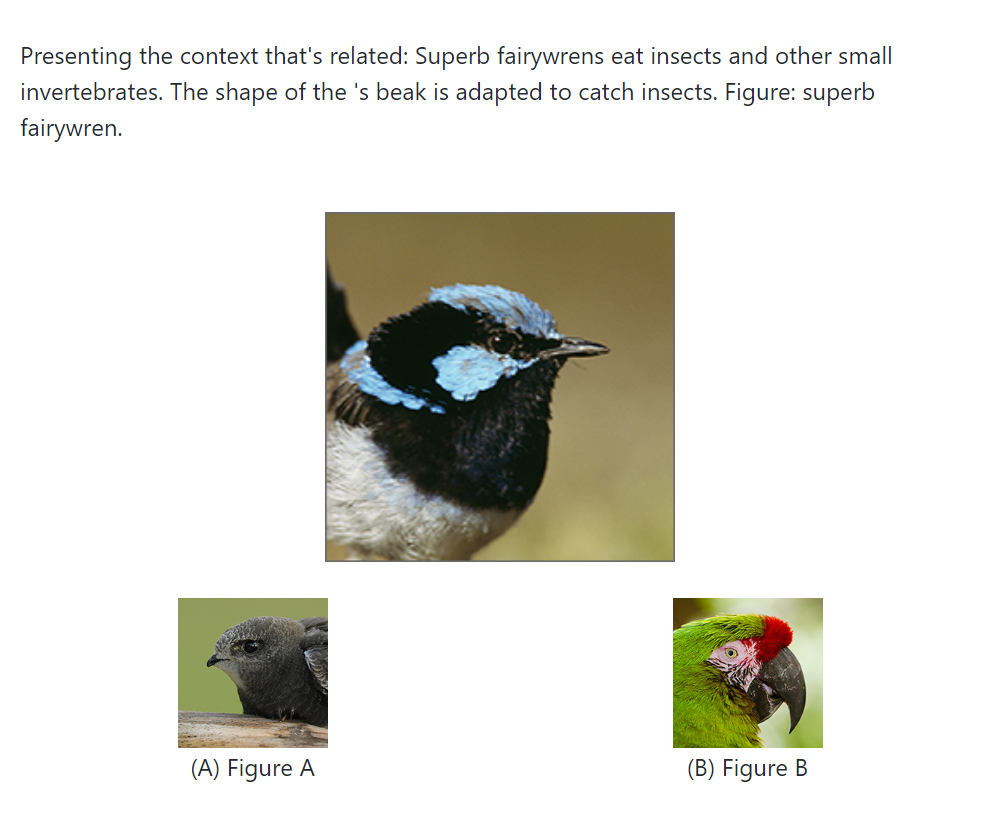 Presenting the context that's related: Superb fairywrens eat insects and other small
invertebrates. The shape of the 's beak is adapted to catch insects. Figure: superb
fairywren.
(A) Figure A
(B) Figure B